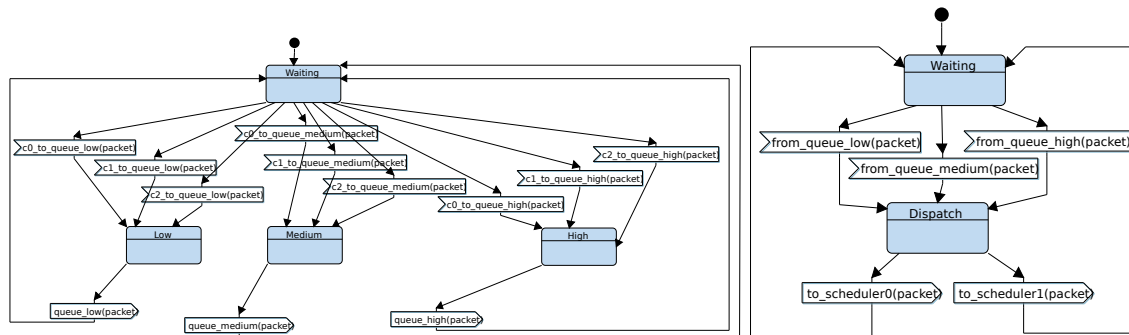 Waiting
c0_to_queue_medium(packet)
c0_to_queue_low(packet)
c2_to_queue_high(packet)
c1_to_queue_medium(packet)
c1_to_queue_low(packet)
c1_to_queue_high(packet)
c2_to_queue_medium(packet)
c2_to_queue_low(packet)
c0_to_queue_high(packet)
Low
Medium
High
queue_low(packet)
queue_medium(packet)
queue_high(packet)
Waiting
from_queue_low(packet)
from_queue_high(packet)
from_queue_medium(packet)
Dispatch
to_scheduler0(packet)
to_scheduler1(packet)